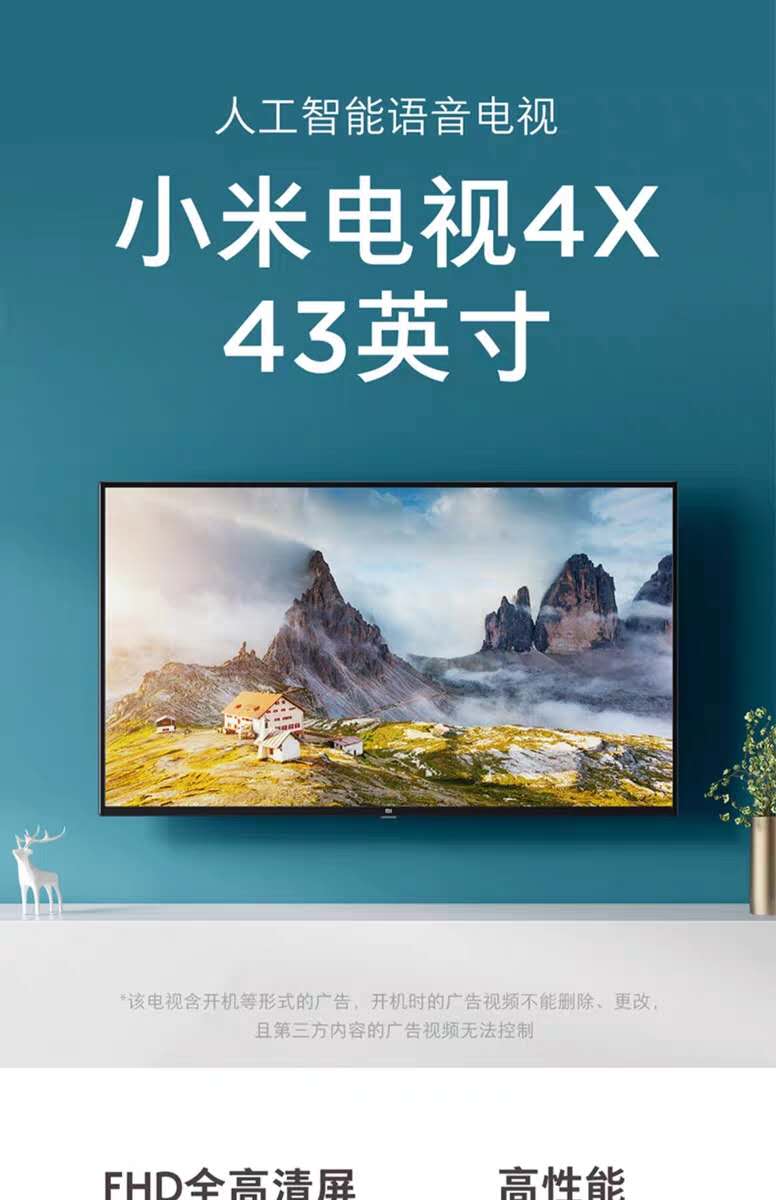 人工智能语音电视
小米电视4X
43英寸
*该电视含开机等形式的广告，开机时的广告视频不能删除、更改，
且第三方内容的广告视频无法控制
FHD全高清屏 高性能